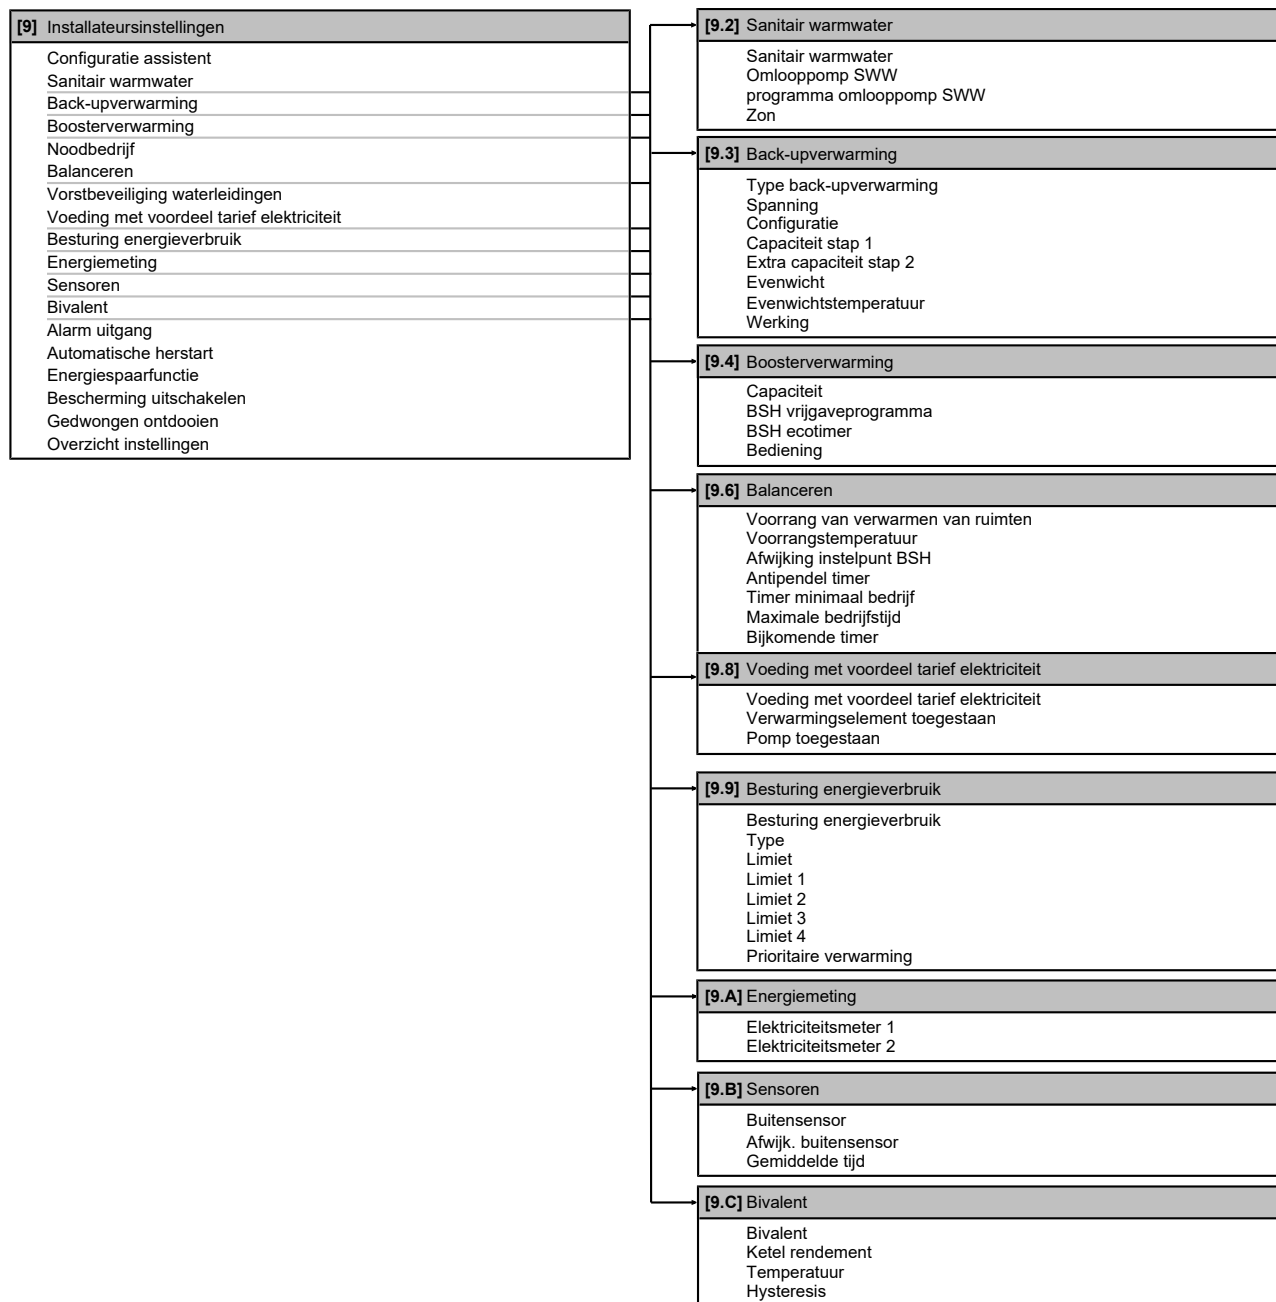 [9] Installateursinstellingen
Configuratie assistent
Sanitair warmwater
Back-upverwarming
Boosterverwarming
Noodbedrijf
Balanceren
Vorstbeveiliging waterleidingen
Voeding met voordeel tarief elektriciteit
Besturing energieverbruik
Energiemeting
Sensoren
Bivalent
Alarm uitgang
Automatische herstart
Energiespaarfunctie
Bescherming uitschakelen
Gedwongen ontdooien
Overzicht instellingen
[9.2] Sanitair warmwater
Sanitair warmwater
Omlooppomp SWW
programma omlooppomp SWW
Zon
[9.3] Back-upverwarming
Type back-upverwarming
Spanning
Configuratie
Capaciteit stap 1
Extra capaciteit stap 2
Evenwicht
Evenwichtstemperatuur
Werking
[9.4] Boosterverwarming
Capaciteit
BSH vrijgaveprogramma
BSH ecotimer
Bediening
[9.6] Balanceren
Voorrang van verwarmen van ruimten
Voorrangstemperatuur
Afwijking instelpunt BSH
Antipendel timer
Timer minimaal bedrijf
Maximale bedrijfstijd
Bijkomende timer
[9.8] Voeding met voordeel tarief elektriciteit
Voeding met voordeel tarief elektriciteit
Verwarmingselement toegestaan
Pomp toegestaan
[9.9] Besturing energieverbruik
Besturing energieverbruik
Type
Limiet
Limiet 1
Limiet 2
Limiet 3
Limiet 4
Prioritaire verwarming
[9.A] Energiemeting
Elektriciteitsmeter 1
Elektriciteitsmeter 2
[9.B] Sensoren
Buitensensor
Afwijk. buitensensor
Gemiddelde tijd
[9.C] Bivalent
Bivalent
Ketel rendement
Temperatuur
Hysteresis